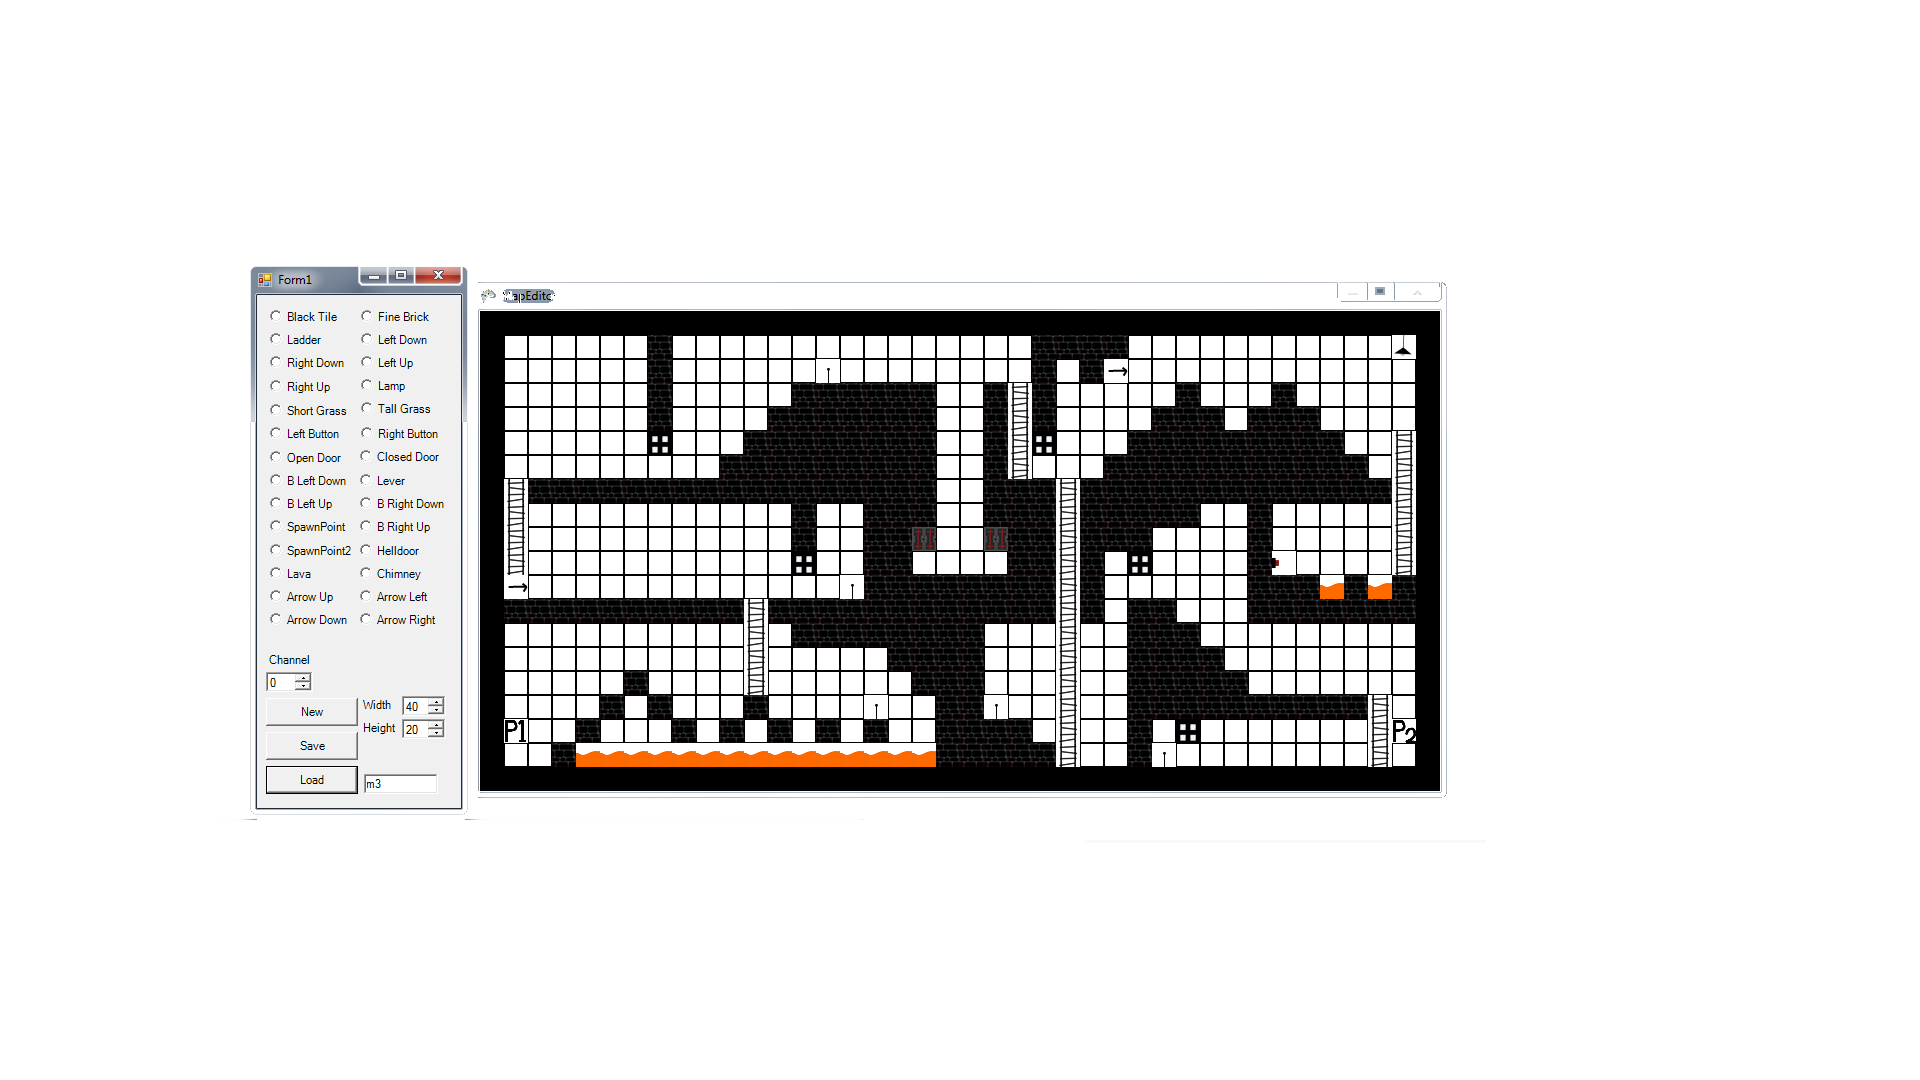 Form1
Black Tile Fine Brick
Ladder Left Down
Right Down Left Up
Right Up Lamp
Short Grass Tall Grass
Left Button Right Button
Open Door Closed Door
B Left Down Lever
B Left Up B Right Down
SpawnPoint B Right Up
SpawnPoint2 Helldoor
Lava Chimney
Arrow Up Arrow Left
Arrow Down Arrow Right
Channel
0
New Width 40
Height 20
Save
Load m3
P1
P2